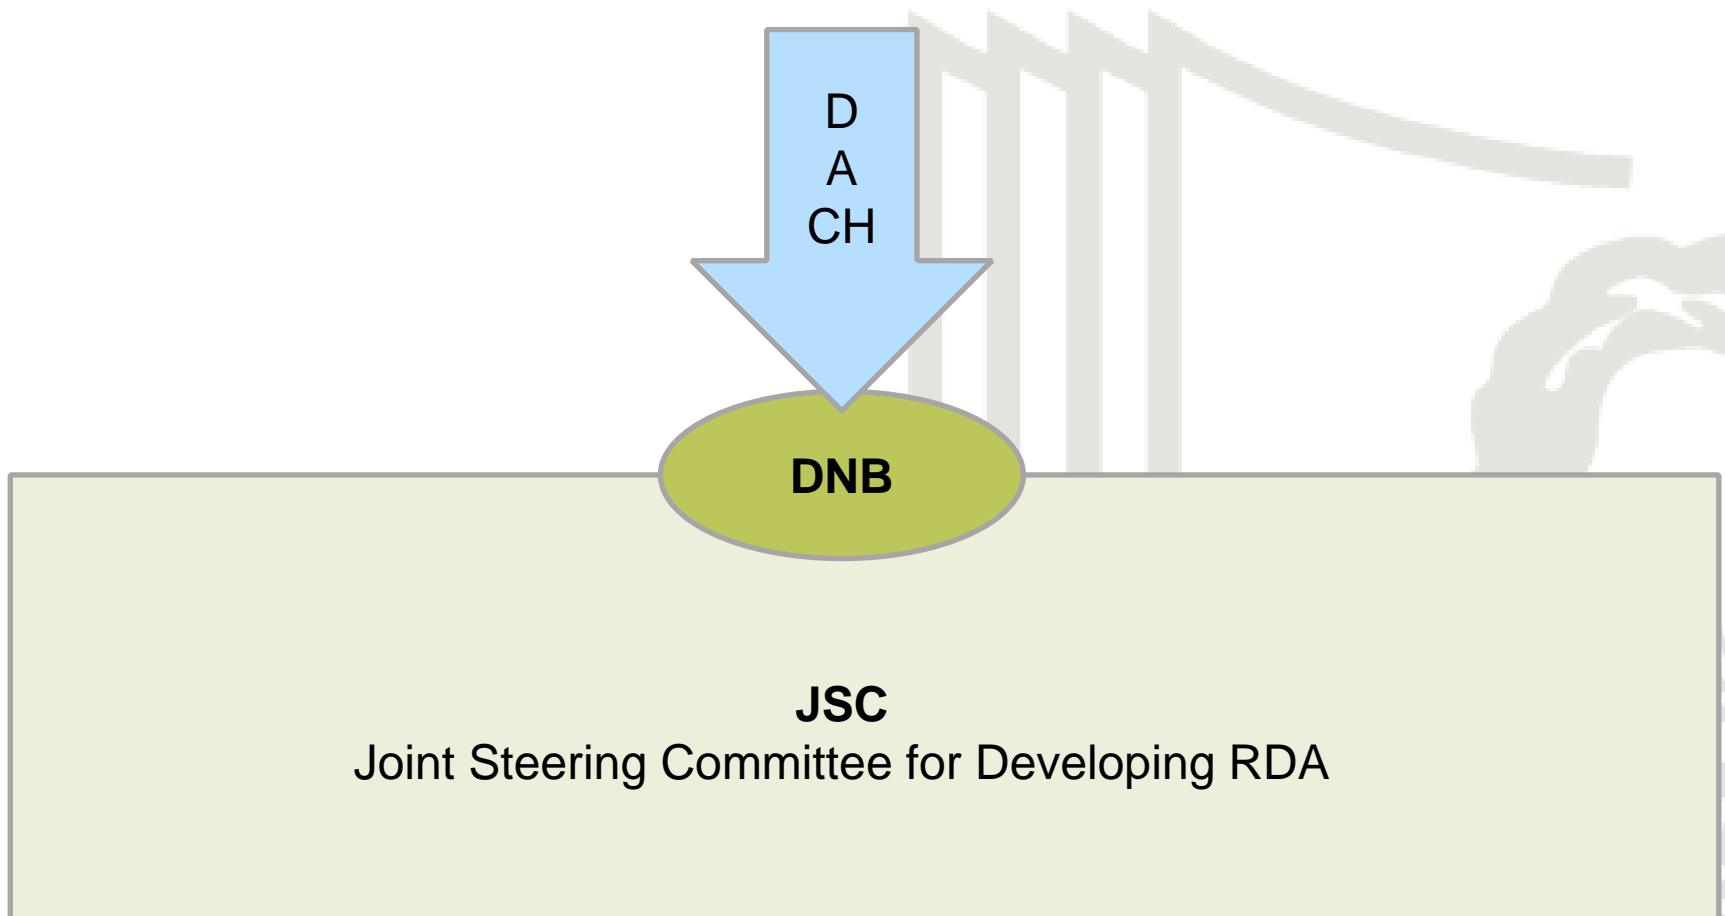 D
A
CH
DNB
JSC
Joint Steering Committee for Developing RDA